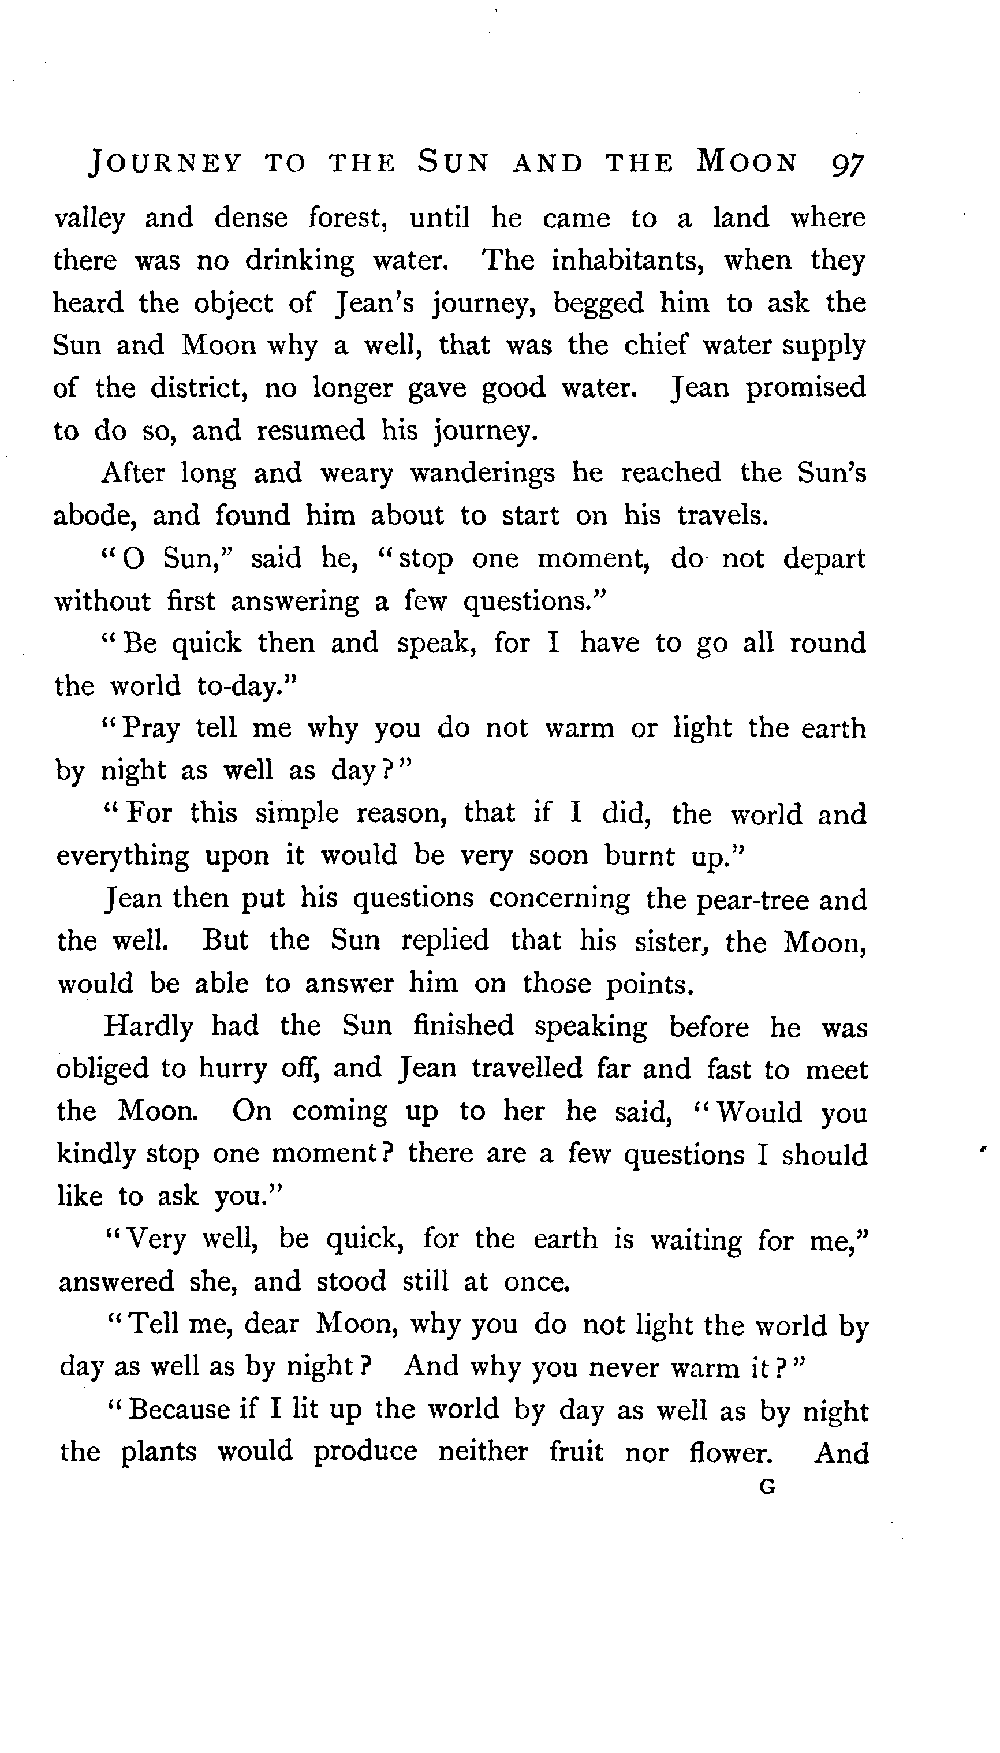 JOURNEY TO THE SUN AND THE MOON 97
valley and dense forest, until he came to a land where
there was no drinking water. The inhabitants, when they
heard the object of Jean's journey, begged him to ask the
Sun and Moon why a well, that was the chief water supply
of the district, no longer gave good water. Jean promised
to do so, and resumed his journey.
After long and weary wanderings he reached the Sun's
abode, and found him about to start on his travels.
"O Sun," said he, "stop one moment, do not depart
without first answering a few questions."
"Be quick then and speak, for I have to go all round
the world to-day."
"Pray tell me why you do not warm or light the earth
by night as well as day?"
"For this simple reason, that if I did, the world and
everything upon it would be very soon burnt up."
Jean then put his questions concerning the pear-tree and
the well. But the Sun replied that his sister, the Moon,
would be able to answer him on those points.
Hardly had the Sun finished speaking before he was
obliged to hurry off, and Jean travelled far and fast to meet
the Moon. On coming up to her he said, "Would you
kindly stop one moment? there are a few questions I should
like to ask you."
"Very well, be quick, for the earth is waiting for me,"
answered she, and stood still at once.
"Tell me, dear Moon, why you do not light the world by
day as well as by night? And why you never warm it?"
"Because if I lit up the world by day as well as by night
the plants would produce neither fruit nor flower. And
G